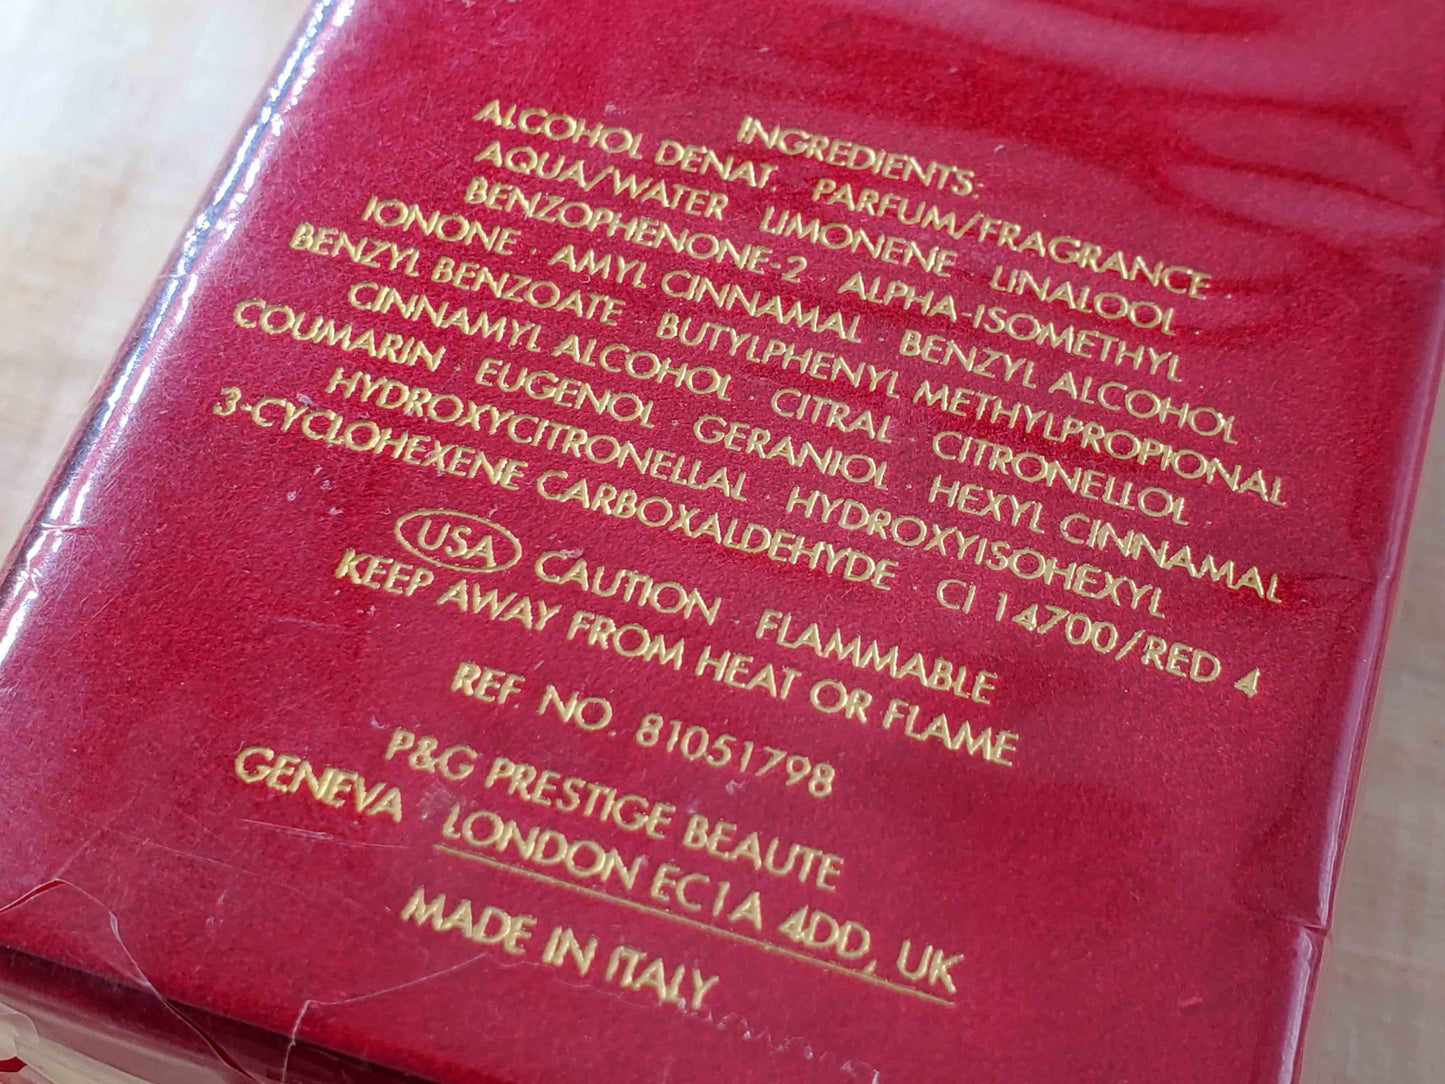 INGREDIENTS:
ALCOHOL DENAT. · PARFUM/FRAGRANCE ·
AQUA/WATER · LIMONENE · LINALOOL ·
BENZOPHENONE-2 · ALPHA-ISOMETHYL
IONONE · AMYL CINNAMAL · BENZYL ALCOHOL ·
BENZYL BENZOATE · BUTYLPHENYL METHYLPROPIONAL ·
CINNAMYL ALCOHOL · CITRAL · CITRONELLOL ·
COUMARIN · EUGENOL · GERANIOL · HEXYL CINNAMAL ·
HYDROXYCITRONELLAL · HYDROXYISOHEXYL
3-CYCLOHEXENE CARBOXALDEHYDE · CI 14700/RED 4
USA CAUTION · FLAMMABLE
KEEP AWAY FROM HEAT OR FLAME
REF. NO. 81051798
P&G PRESTIGE BEAUTE
GENEVA · LONDON EC1A 4DD, UK
MADE IN ITALY